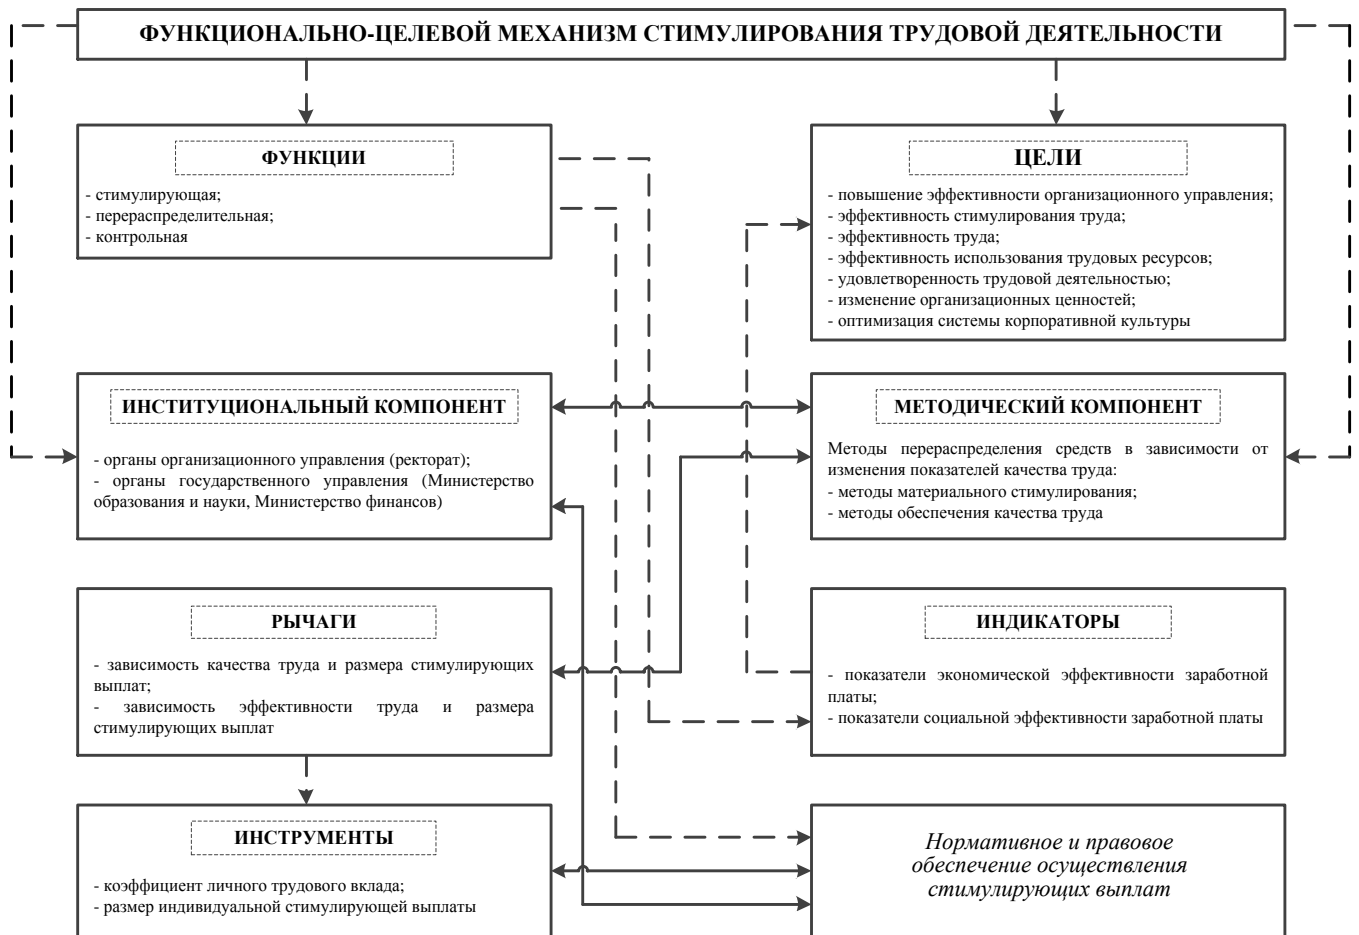 ФУНКЦИОНАЛЬНО-ЦЕЛЕВОЙ МЕХАНИЗМ СТИМУЛИРОВАНИЯ ТРУДОВОЙ ДЕЯТЕЛЬНОСТИ
ФУНКЦИИ
- стимулирующая;
- перераспределительная;
- контрольная
ЦЕЛИ
- повышение эффективности организационного управления;
- эффективность стимулирования труда;
- эффективность труда;
- эффективность использования трудовых ресурсов;
- удовлетворенность трудовой деятельностью;
- изменение организационных ценностей;
- оптимизация системы корпоративной культуры
ИНСТИТУЦИОНАЛЬНЫЙ КОМПОНЕНТ
- органы организационного управления (ректорат);
- органы государственного управления (Министерство
образования и науки, Министерство финансов)
МЕТОДИЧЕСКИЙ КОМПОНЕНТ
Методы перераспределения средств в зависимости от
изменения показателей качества труда:
- методы материального стимулирования;
- методы обеспечения качества труда
РЫЧАГИ
- зависимость качества труда и размера стимулирующих
выплат;
- зависимость эффективности труда и размера
стимулирующих выплат
ИНДИКАТОРЫ
- показатели экономической эффективности заработной
платы;
- показатели социальной эффективности заработной платы
ИНСТРУМЕНТЫ
- коэффициент личного трудового вклада;
- размер индивидуальной стимулирующей выплаты
Нормативное и правовое
обеспечение осуществления
стимулирующих выплат